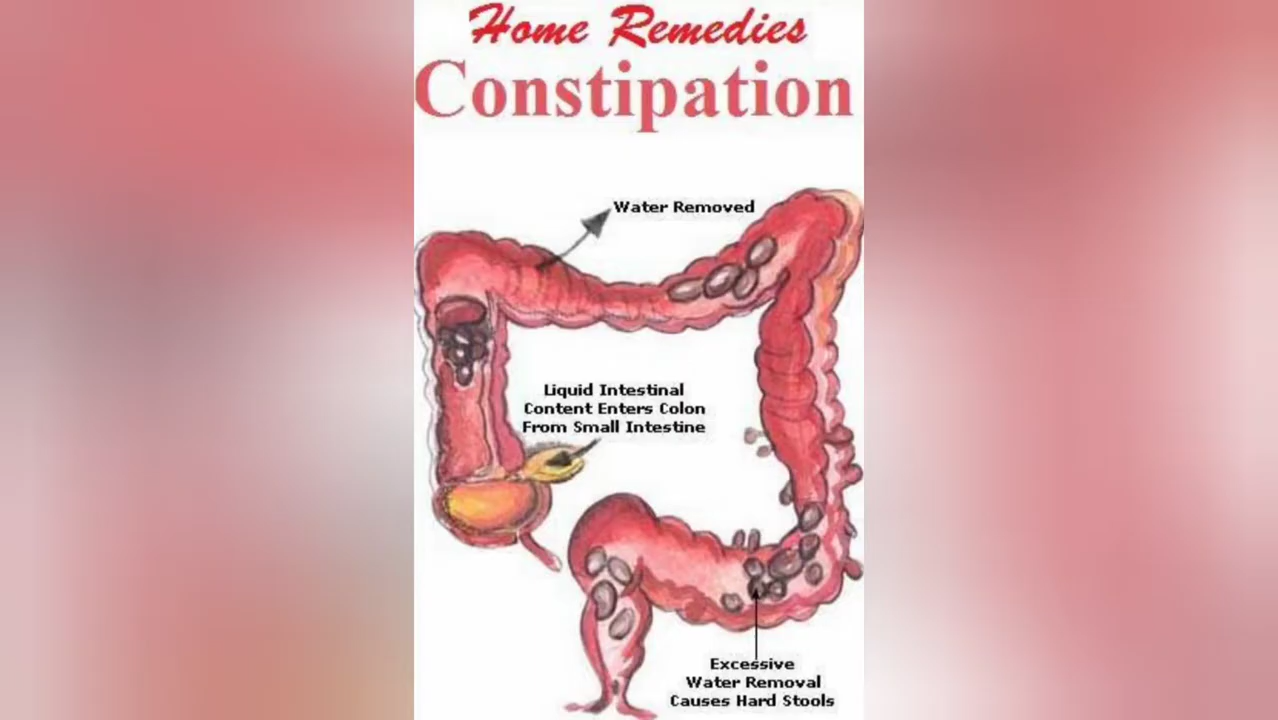 Home Remedies
Constipation
Water Removed
Liquid Intestinal
Content Enters Colon
From Small Intestine
Excessive
Water Removal
Causes Hard Stools